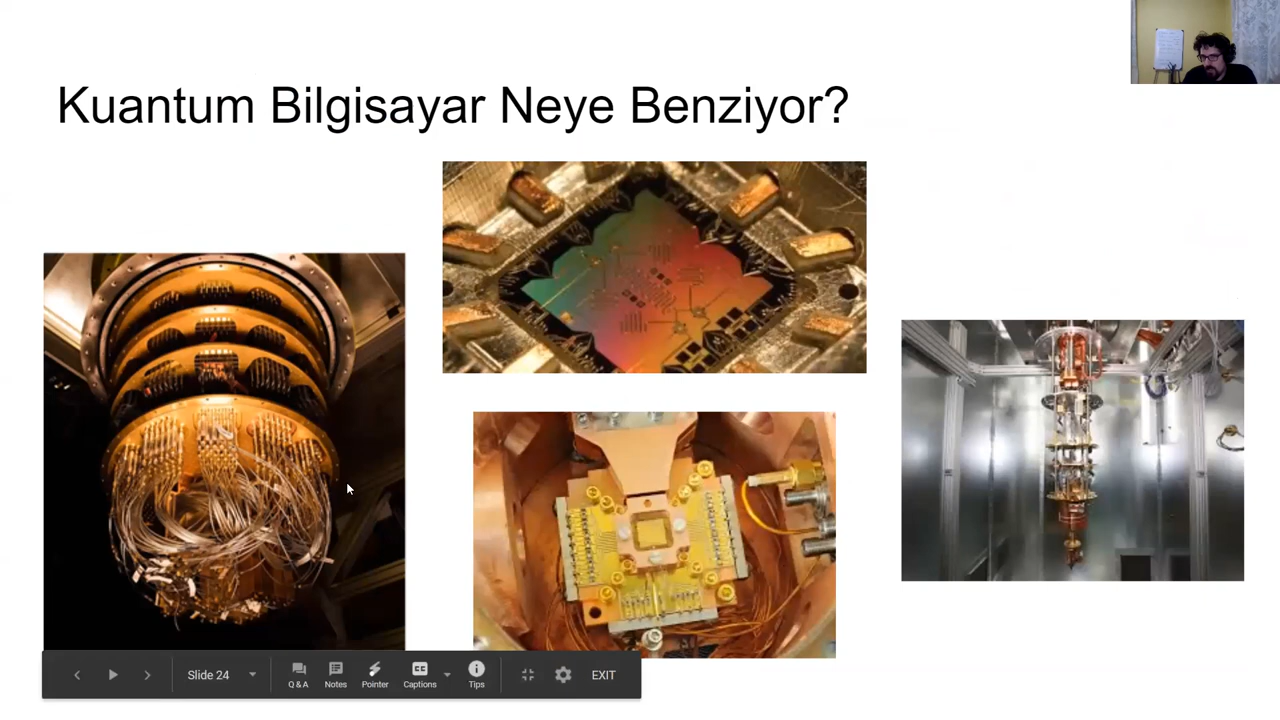 Kuantum Bilgisayar Neye Benziyor?
Slide 24
Q & A
Notes
Pointer
Captions
Tips
EXIT